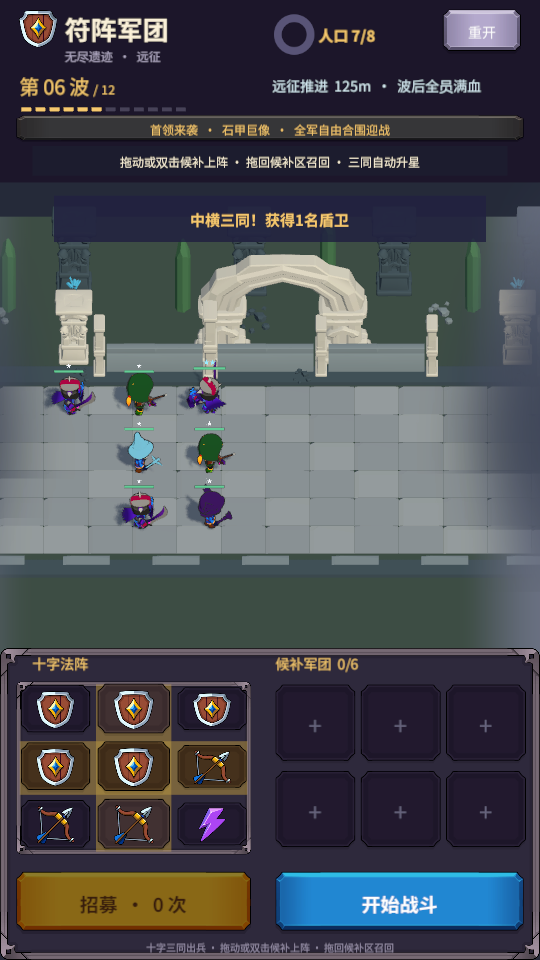 符阵军团
无尽遗迹 · 远征
人口 7/8
重开
第 06 波 / 12
远征推进 125m · 波后全员满血
首领来袭 · 石甲巨像 · 全军自由合围迎战
拖动或双击候补上阵 · 拖回候补区召回 · 三同自动升星
中横三同！获得1名盾卫
十字法阵
候补军团 0/6
招募 · 0 次
开始战斗
十字三同出兵 · 拖动或双击候补上阵 · 拖回候补区召回